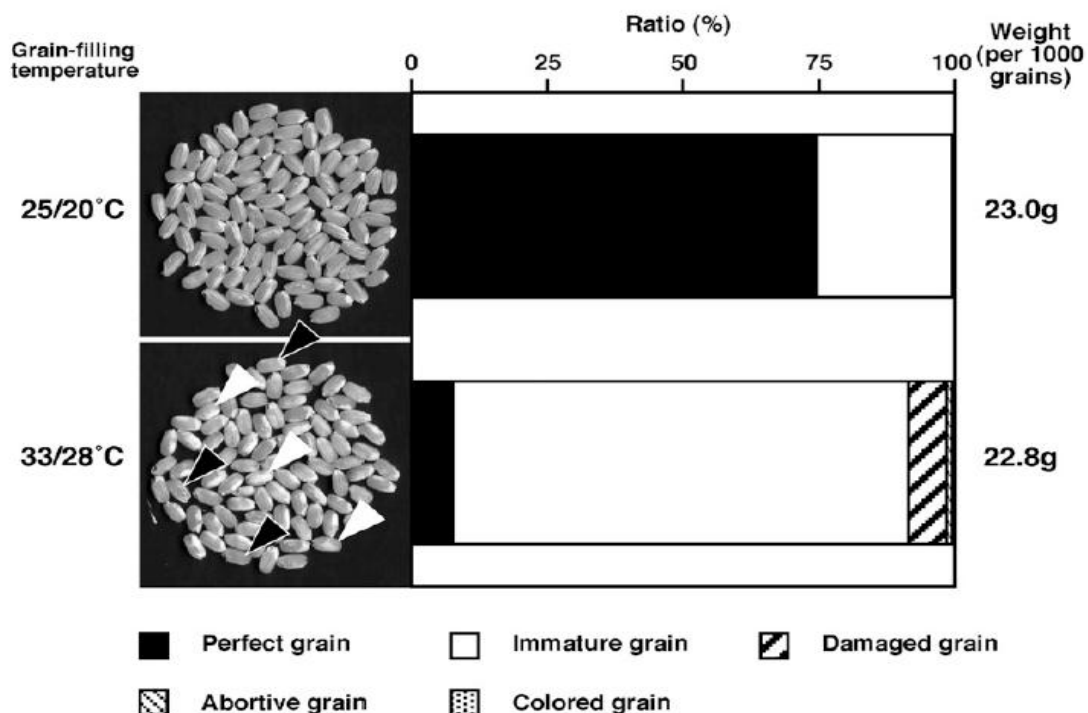 Ratio (%)
Grain-filling
temperature
0 25 50 75 100
Weight
(per 1000
grains)
25/20˚C
23.0g
33/28˚C
22.8g
Perfect grain
Immature grain
Damaged grain
Abortive grain
Colored grain